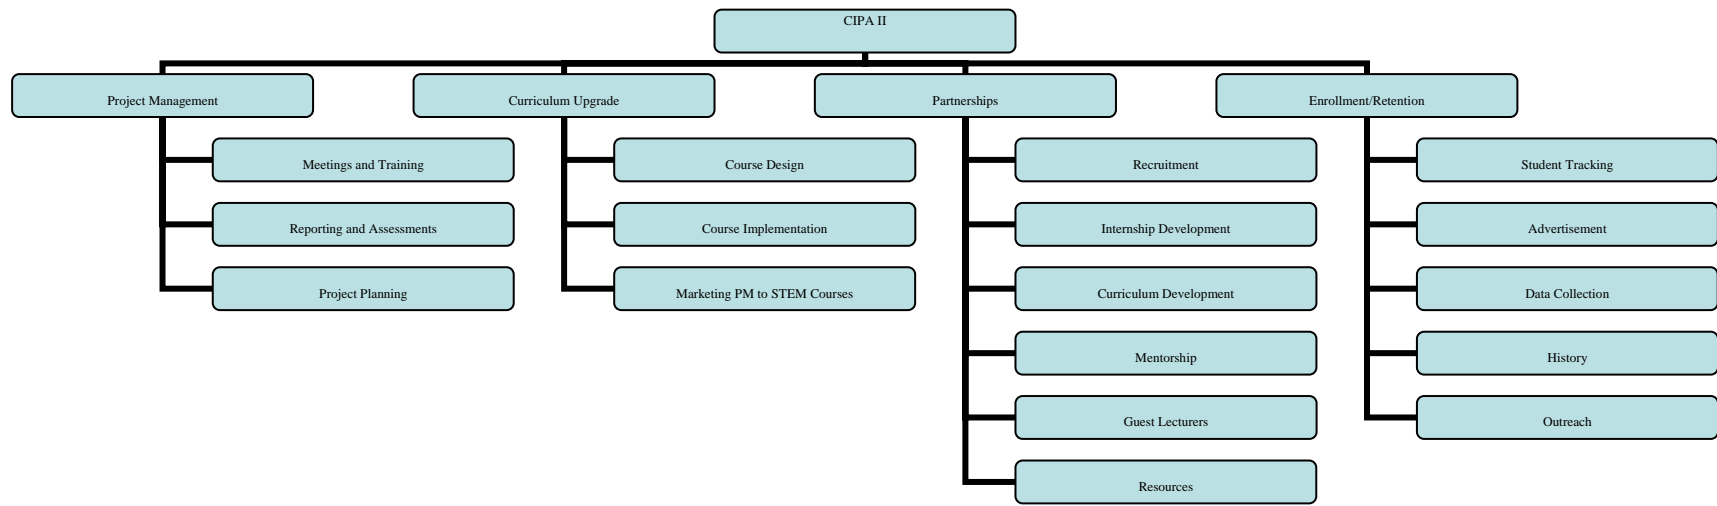 CIPA II
Project Management
Curriculum Upgrade
Partnerships
Enrollment/Retention
Meetings and Training
Course Design
Recruitment
Student Tracking
Reporting and Assessments
Course Implementation
Internship Development
Advertisement
Project Planning
Marketing PM to STEM Courses
Curriculum Development
Data Collection
Mentorship
History
Guest Lecturers
Outreach
Resources